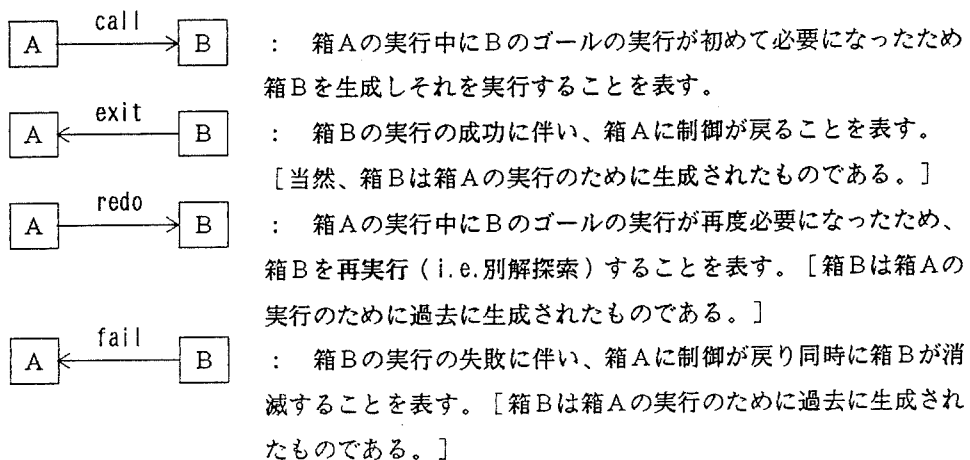 call
A B : 箱Aの実行中にBのゴールの実行が初めて必要になったため
箱Bを生成しそれを実行することを表す。
exit
A B : 箱Bの実行の成功に伴い、箱Aに制御が戻ることを表す。
[当然、箱Bは箱Aの実行のために生成されたものである。]
redo
A B : 箱Aの実行中にBのゴールの実行が再度必要になったため、
箱Bを再実行(i.e.別解探索)することを表す。[箱Bは箱Aの
実行のために過去に生成されたものである。]
fail
A B : 箱Bの実行の失敗に伴い、箱Aに制御が戻り同時に箱Bが消
滅することを表す。[箱Bは箱Aの実行のために過去に生成され
たものである。]